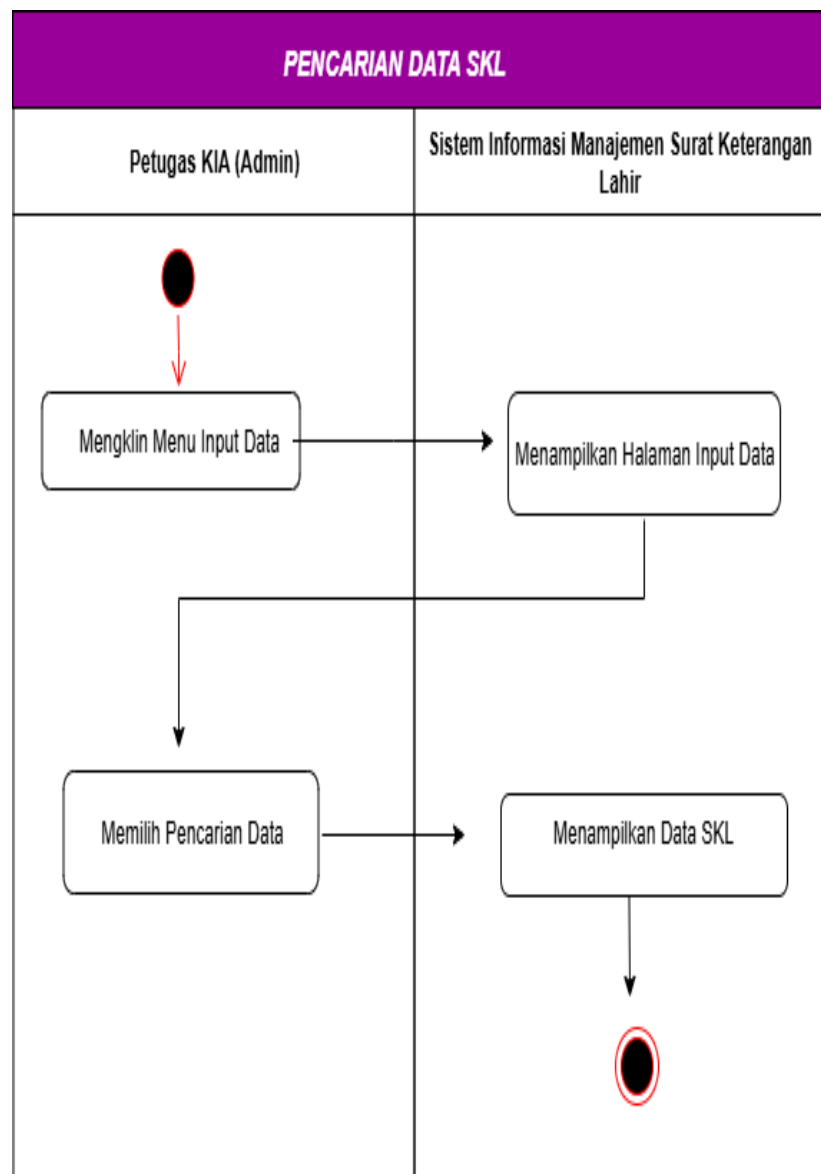 PENCARIAN DATA SKL
Petugas KIA (Admin)
Sistem Informasi Manajemen Surat Keterangan
Lahir
Mengklin Menu Input Data
Menampilkan Halaman Input Data
Memilih Pencarian Data
Menampilkan Data SKL